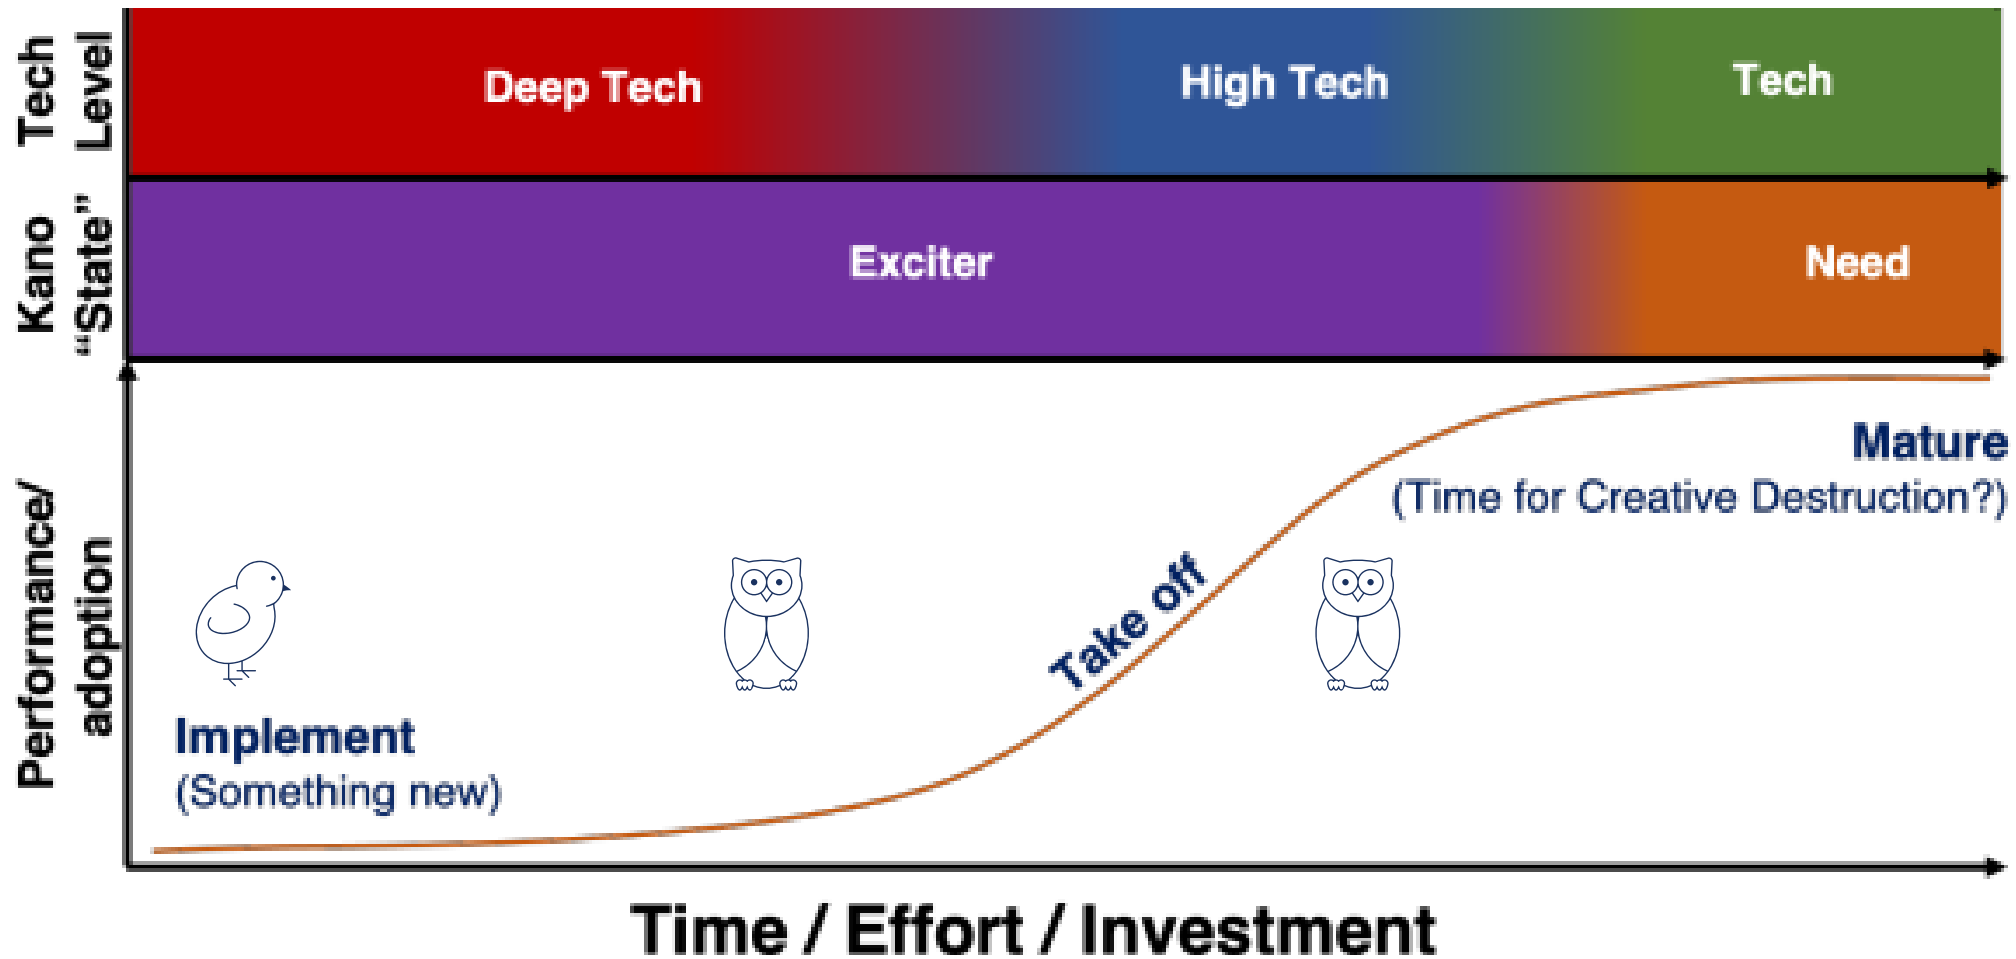 Tech
Level
Deep Tech
High Tech
Tech
Kano
“State”
Exciter
Need
Performance/
adoption
Mature
(Time for Creative Destruction?)
Take off
Implement
(Something new)
Time / Effort / Investment